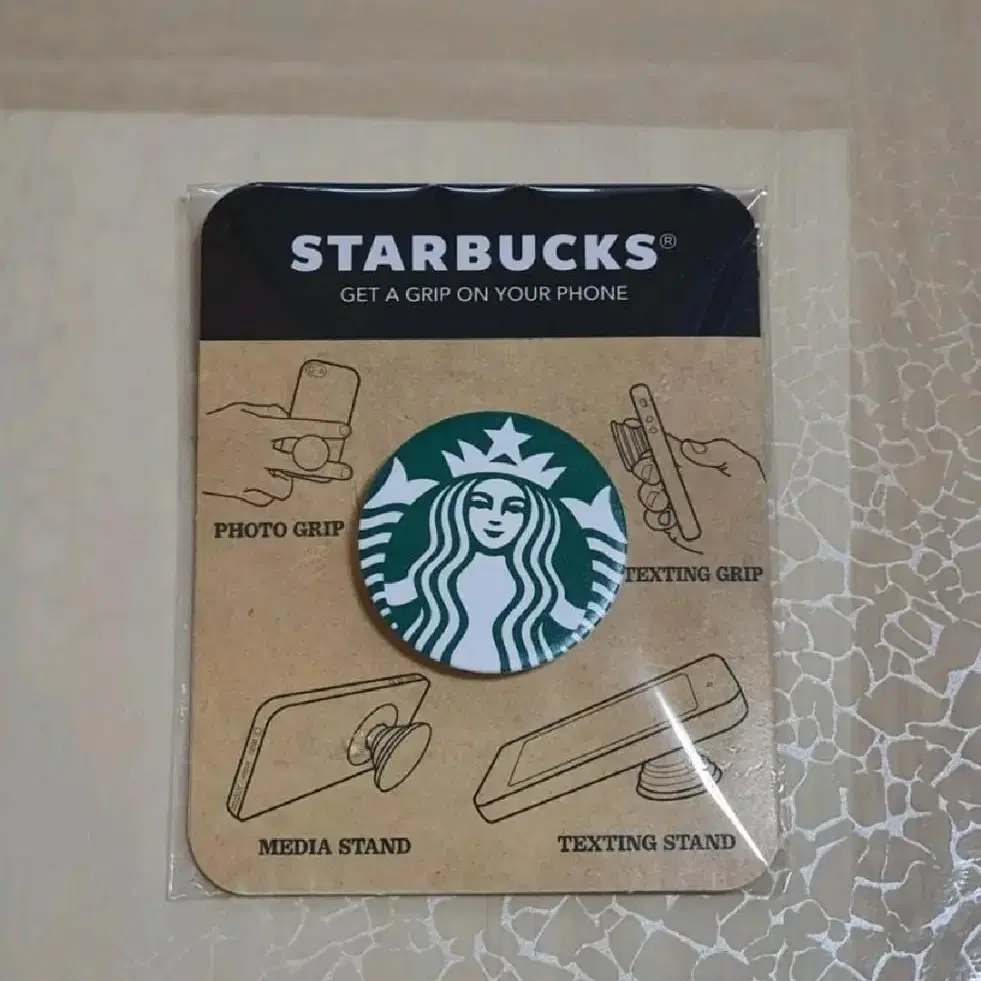 STARBUCKS®
GET A GRIP ON YOUR PHONE
PHOTO GRIP
TEXTING GRIP
MEDIA STAND
TEXTING STAND